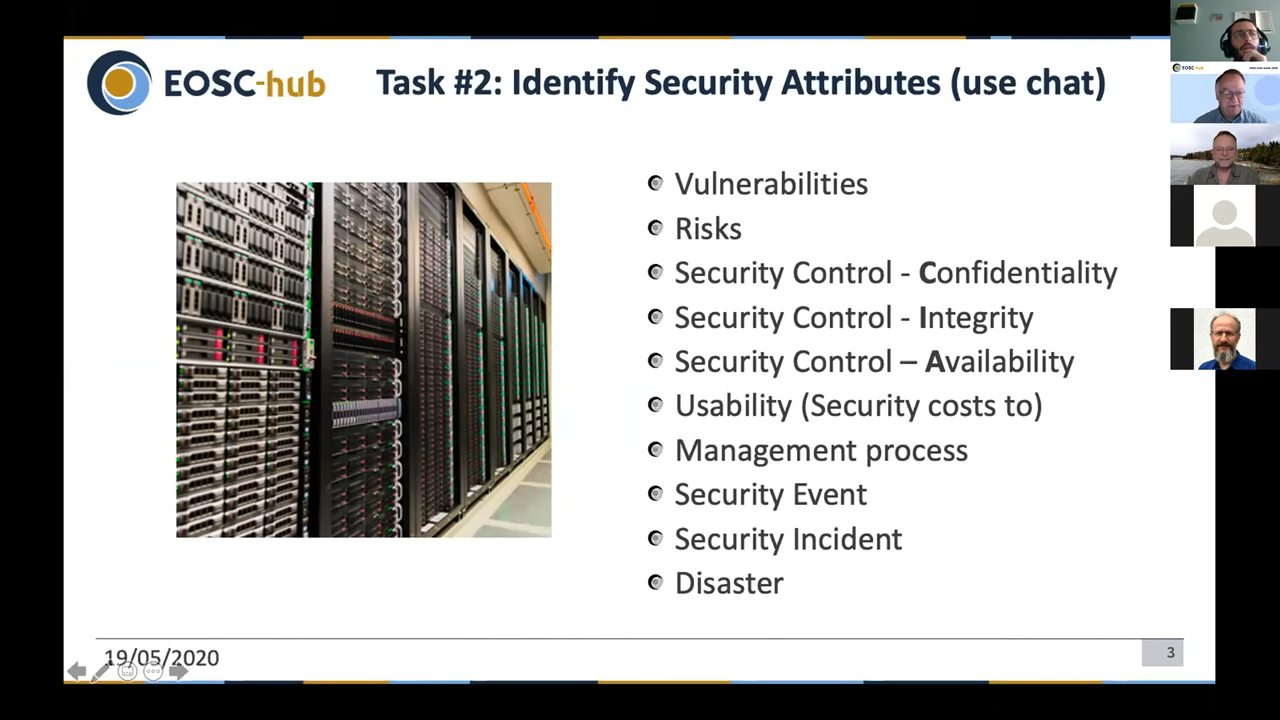 EOSC-hub
Task #2: Identify Security Attributes (use chat)
Vulnerabilities
Risks
Security Control - Confidentiality
Security Control - Integrity
Security Control – Availability
Usability (Security costs to)
Management process
Security Event
Security Incident
Disaster
19/05/2020
3